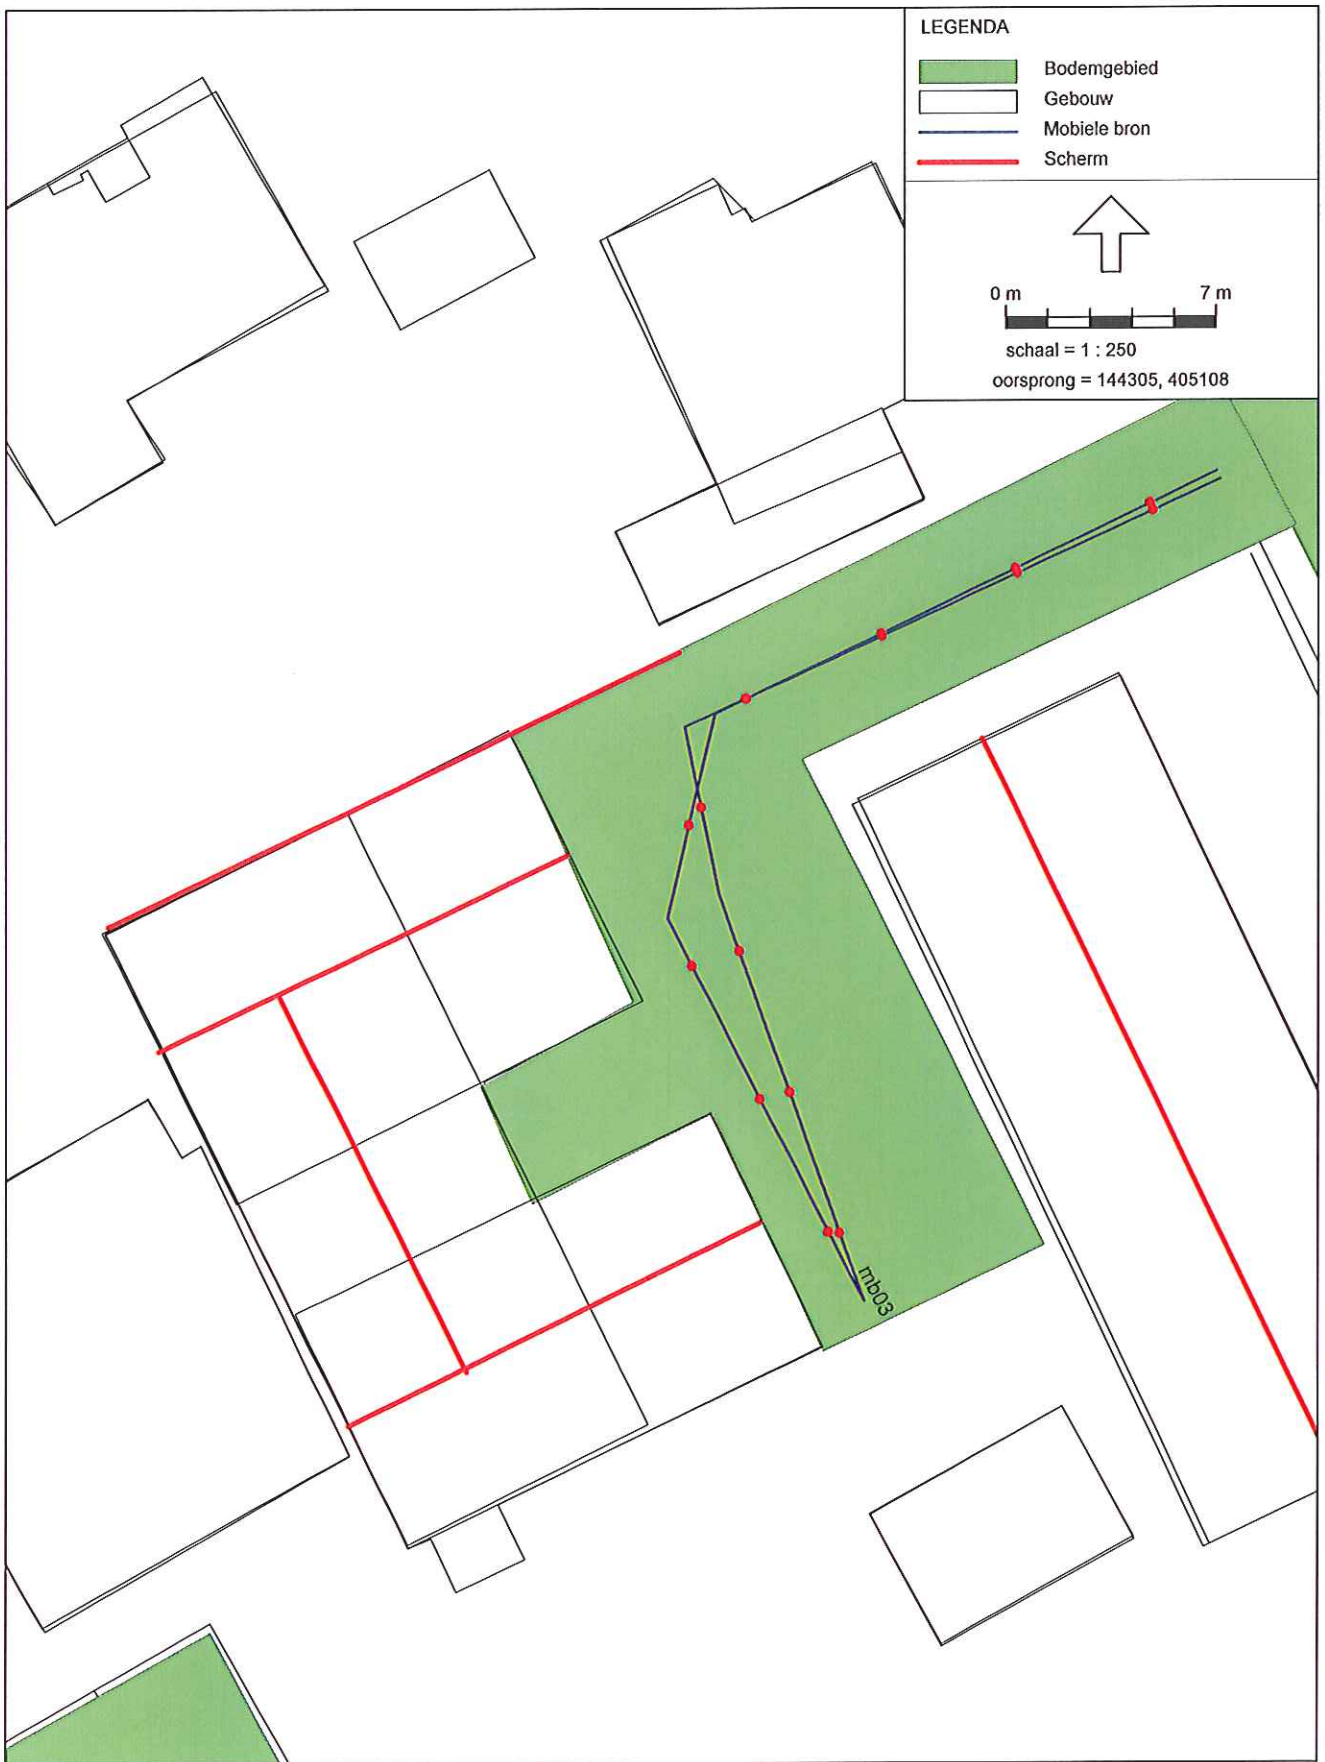 LEGENDA
Bodemgebied
Gebouw
Mobiele bron
Scherm
0 m 7 m
schaal = 1 : 250
oorsprong = 144305, 405108
mb03